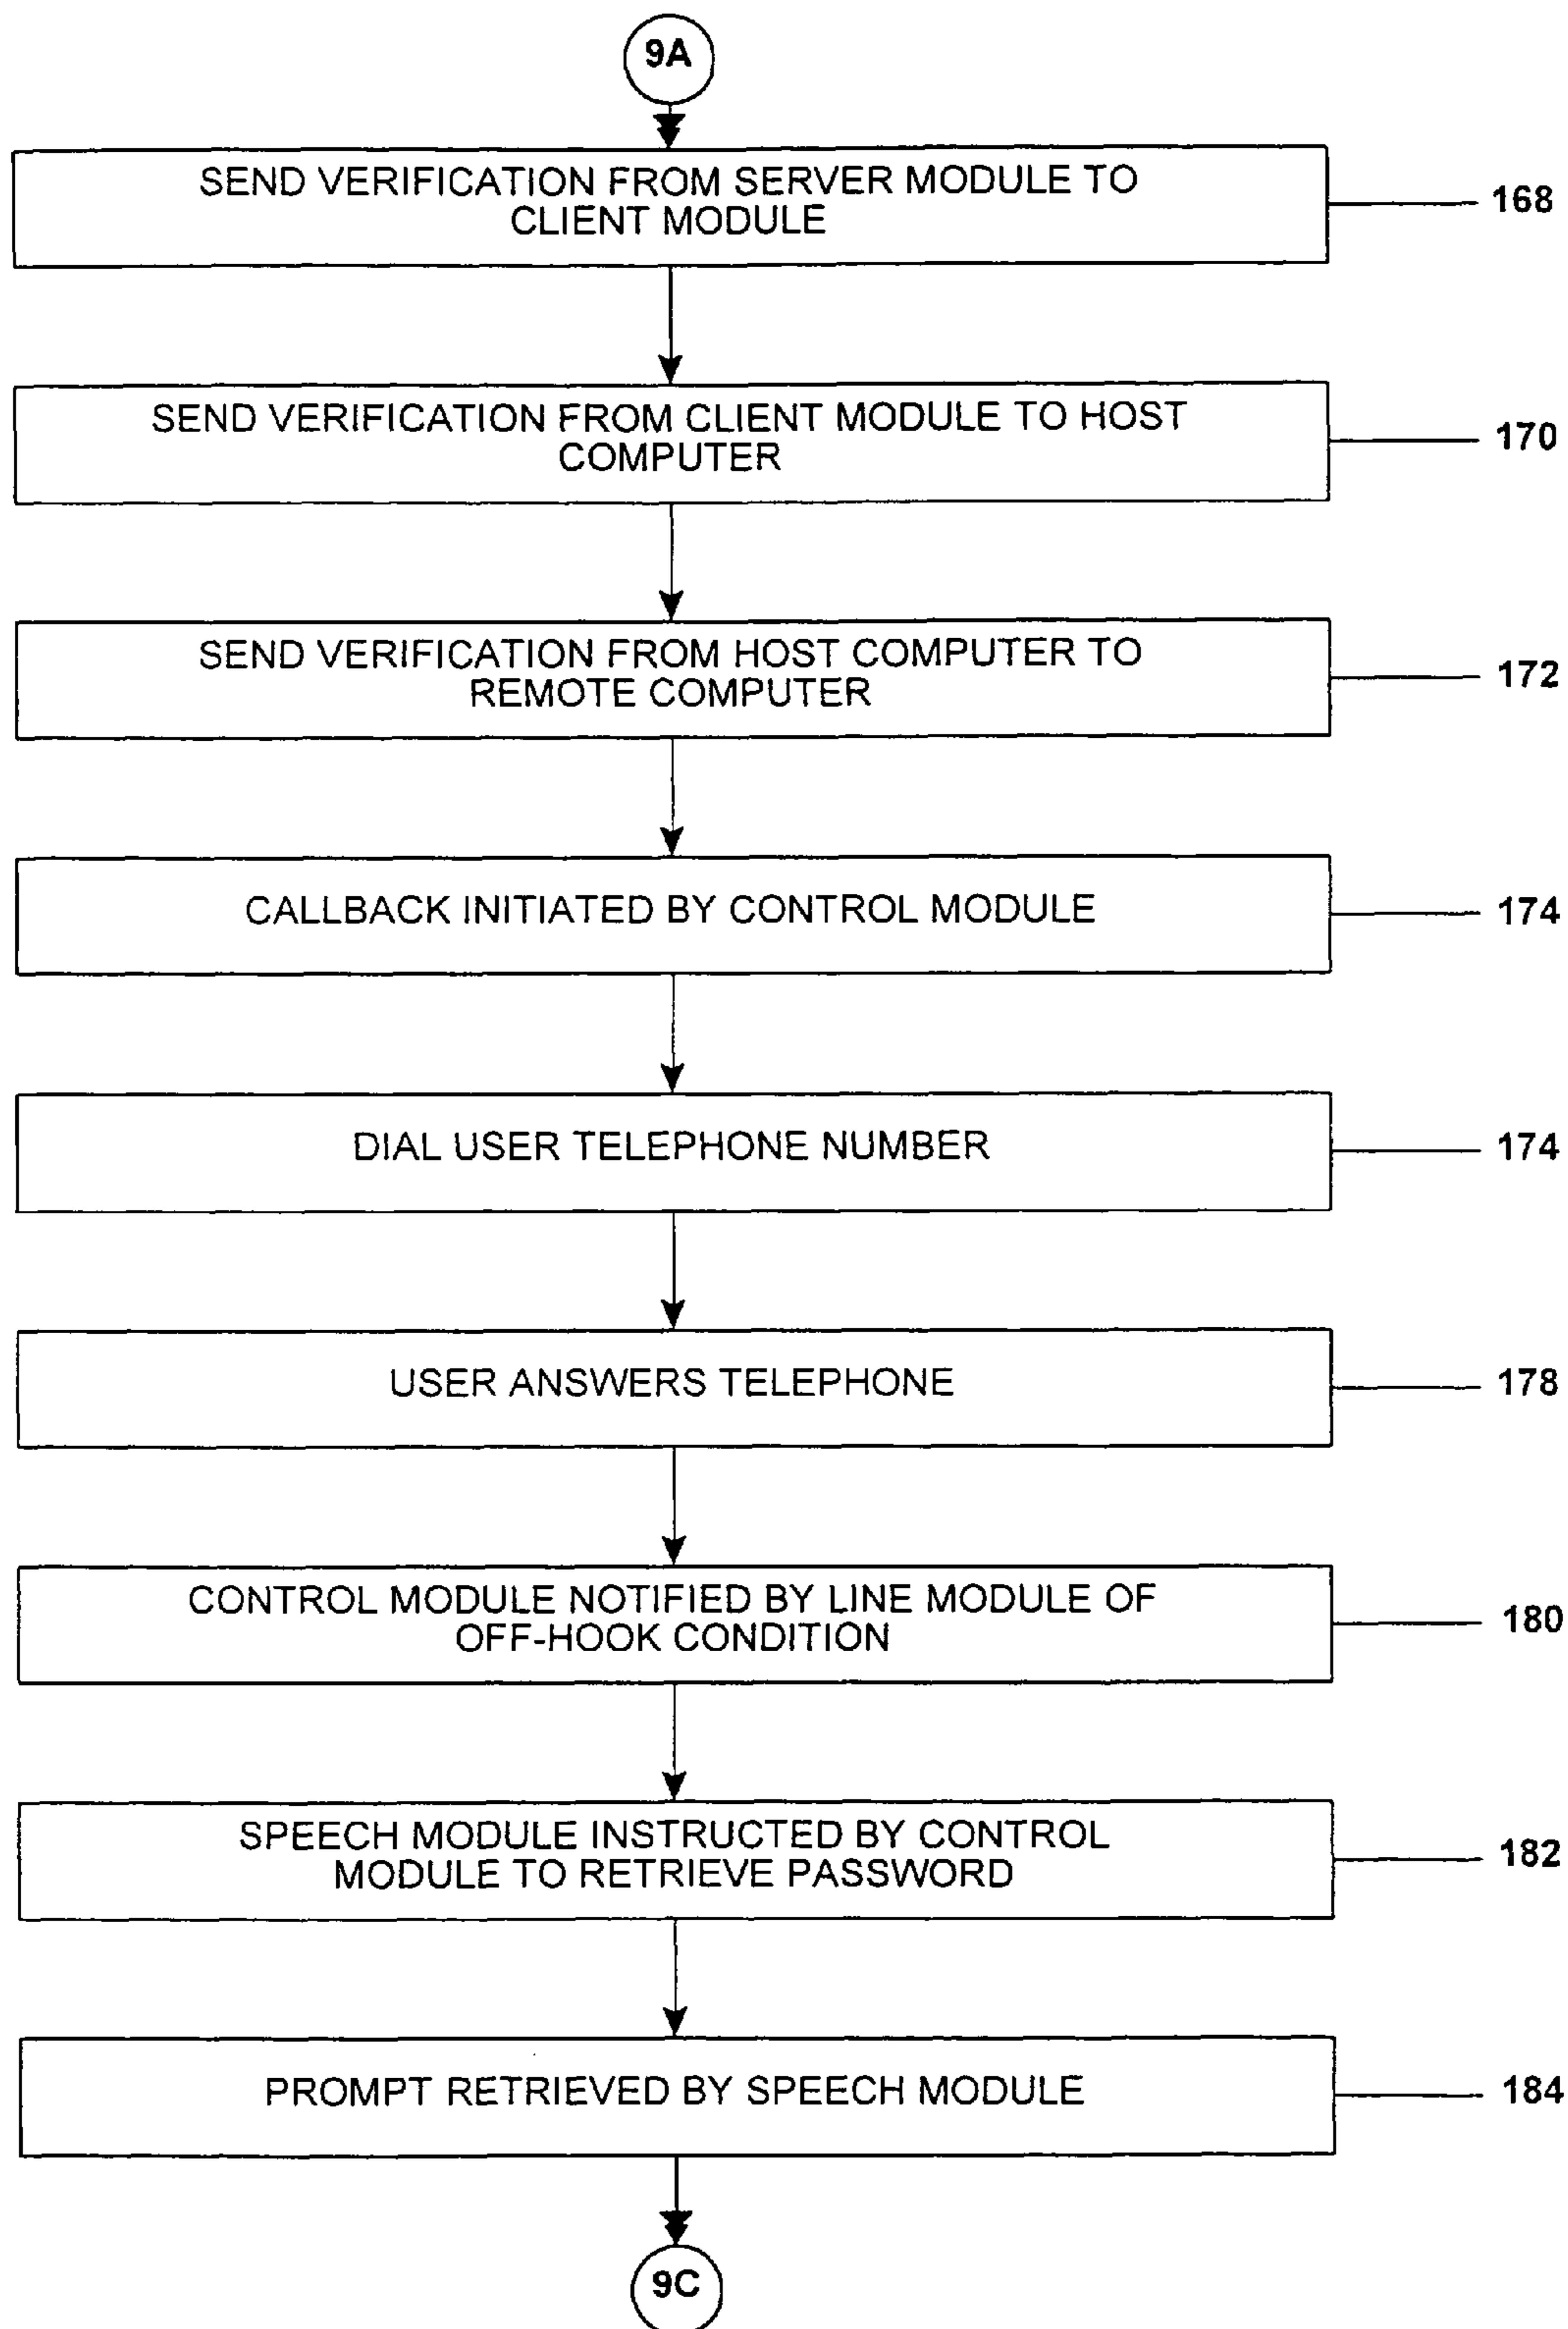 9A
SEND VERIFICATION FROM SERVER MODULE TO
CLIENT MODULE
168
SEND VERIFICATION FROM CLIENT MODULE TO HOST
COMPUTER
170
SEND VERIFICATION FROM HOST COMPUTER TO
REMOTE COMPUTER
172
CALLBACK INITIATED BY CONTROL MODULE
174
DIAL USER TELEPHONE NUMBER
174
USER ANSWERS TELEPHONE
178
CONTROL MODULE NOTIFIED BY LINE MODULE OF
OFF-HOOK CONDITION
180
SPEECH MODULE INSTRUCTED BY CONTROL
MODULE TO RETRIEVE PASSWORD
182
PROMPT RETRIEVED BY SPEECH MODULE
184
9C